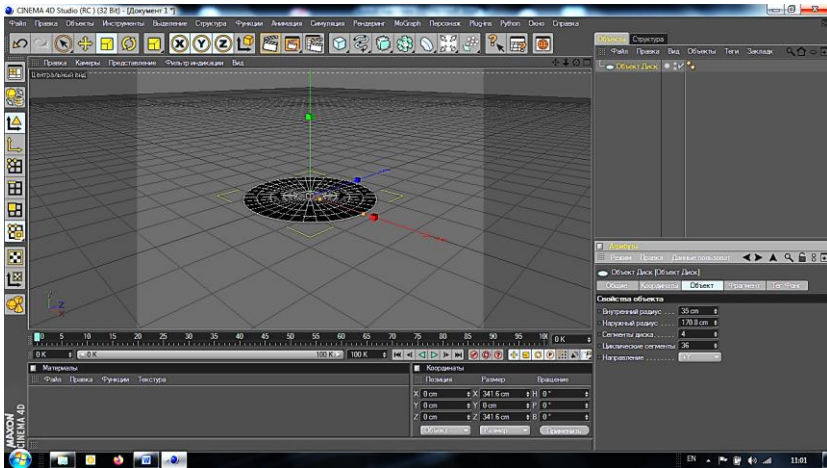 CINEMA 4D Studio (RC ) (32 Bit) - [Документ 1 *]
Файл Правка Объекты Инструменты Выделение Структура Функции Анимация Симуляция Рендеринг MoGraph Персонаж Plug-ins Python Окно Справка
Объекты Структура
Файл Правка Вид Объекты Теги Закладк
Объект Диск
Правка Камеры Представление Фильтр индикации Вид
Центральный вид
Y
Z
X
Атрибуты
Режим Правка Данные пользоват
Объект Диск [Объект Диск]
Общие Координаты Объект Фрагмент Тег Фонг
Свойства объекта
Внутренний радиус 35 cm
Наружный радиус 170.8 cm
Сегменты диска 4
Циклические сегменты 36
Направление +Y
0 5 10 15 20 25 30 35 40 45 50 55 60 65 70 75 80 85 90 95 0 K
0 K 0 K 100 K 100 K
Материалы
Файл Правка Функции Текстура
Координаты
Позиция Размер Вращение
X 0 cm X 341.6 cm H 0°
Y 0 cm Y 0 cm P 0°
Z 0 cm Z 341.6 cm B 0°
Объект Размер Применить
MAXON
CINEMA 4D
EN 11:01